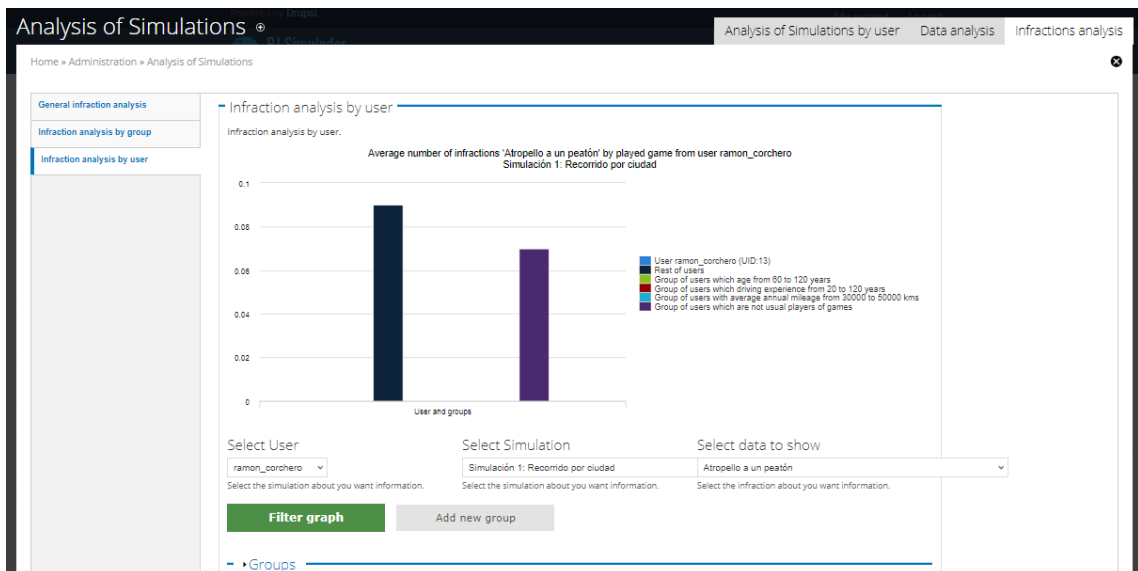 Powered by Drupal
Analysis of Simulations
Analysis of Simulations by user
Data analysis
Infractions analysis
RJ Simulador
Home » Administration » Analysis of Simulations
General infraction analysis
Infraction analysis by group
Infraction analysis by user
Infraction analysis by user
Infraction analysis by user.
Average number of infractions 'Atropello a un peatón' by played game from user ramon_corchero
Simulación 1: Recorrido por ciudad
0.1
0.08
0.06
0.04
0.02
0
User and groups
User ramon_corchero (UID:13)
Rest of users
Group of users which age from 60 to 120 years
Group of users which driving experience from 20 to 120 years
Group of users with average annual mileage from 30000 to 50000 kms
Group of users which are not usual players of games
Select User
ramon_corchero
Select the simulation about you want information.
Select Simulation
Simulación 1: Recorrido por ciudad
Select the simulation about you want information.
Select data to show
Atropello a un peatón
Select the infraction about you want information.
Filter graph
Add new group
Groups